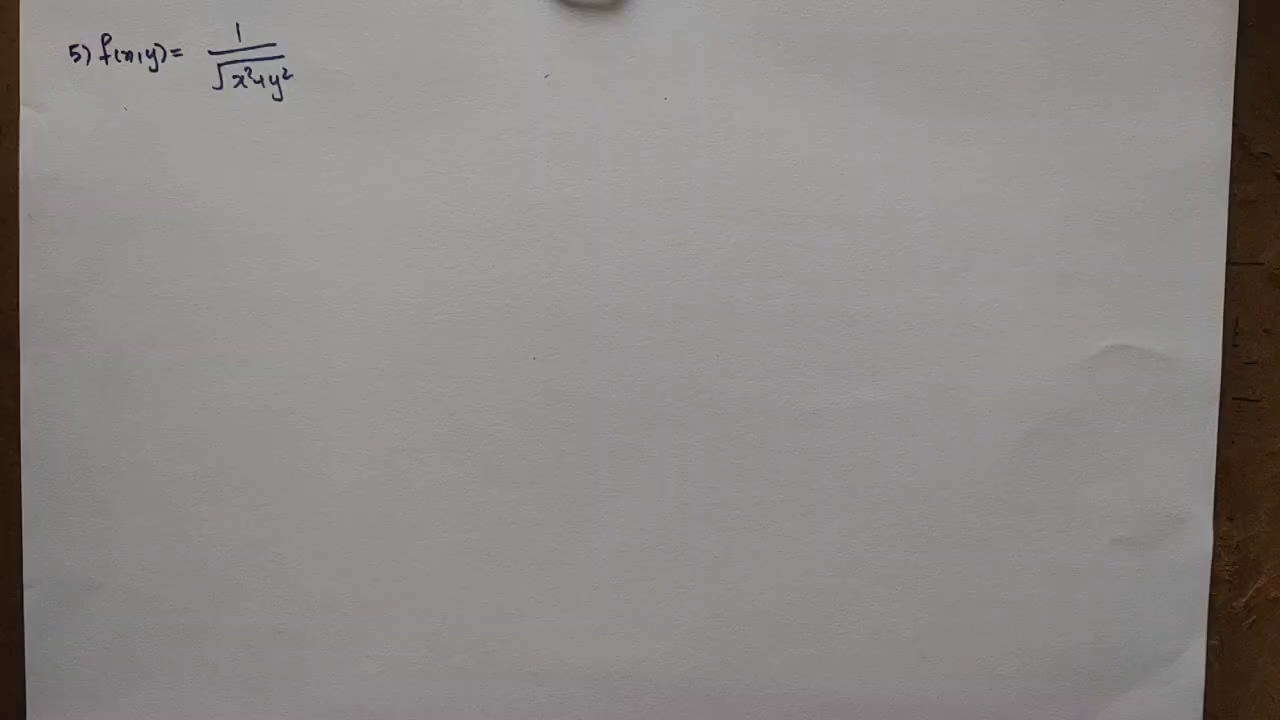 5) f(x,y) = 1/√(x²+y²)